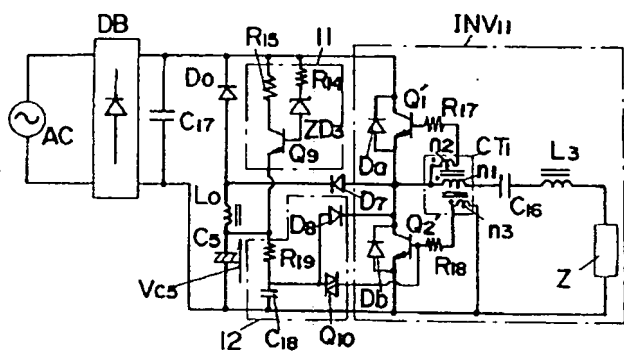 DB
R15
11
INV11
D0
R14
Q1'
R17
AC
C17
ZD3
Da
n2
CT1
n1
L3
Q9
D7
C16
L0
D8
Q2'
n3
C5
R19
R18
Z
VC5
Db
12
C18
Q10